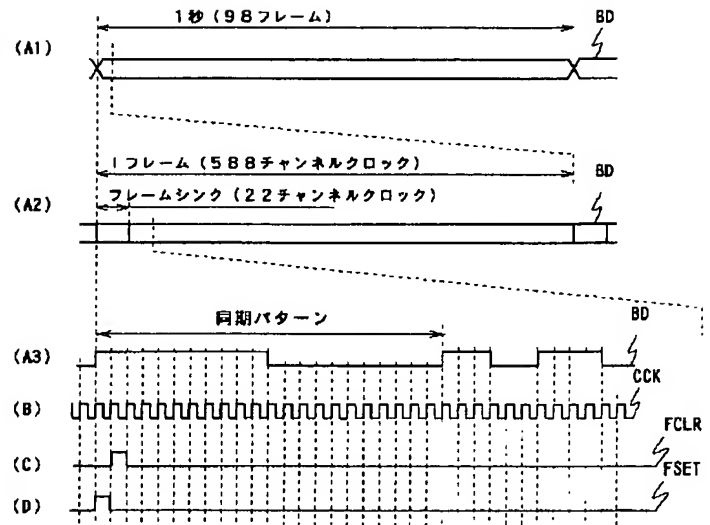 1秒（98フレーム）
BD
(A1)
1フレーム（588チャンネルクロック）
BD
フレームシンク（22チャンネルクロック）
(A2)
同期パターン
BD
(A3)
CCK
(B)
FCLR
(C)
FSET
(D)